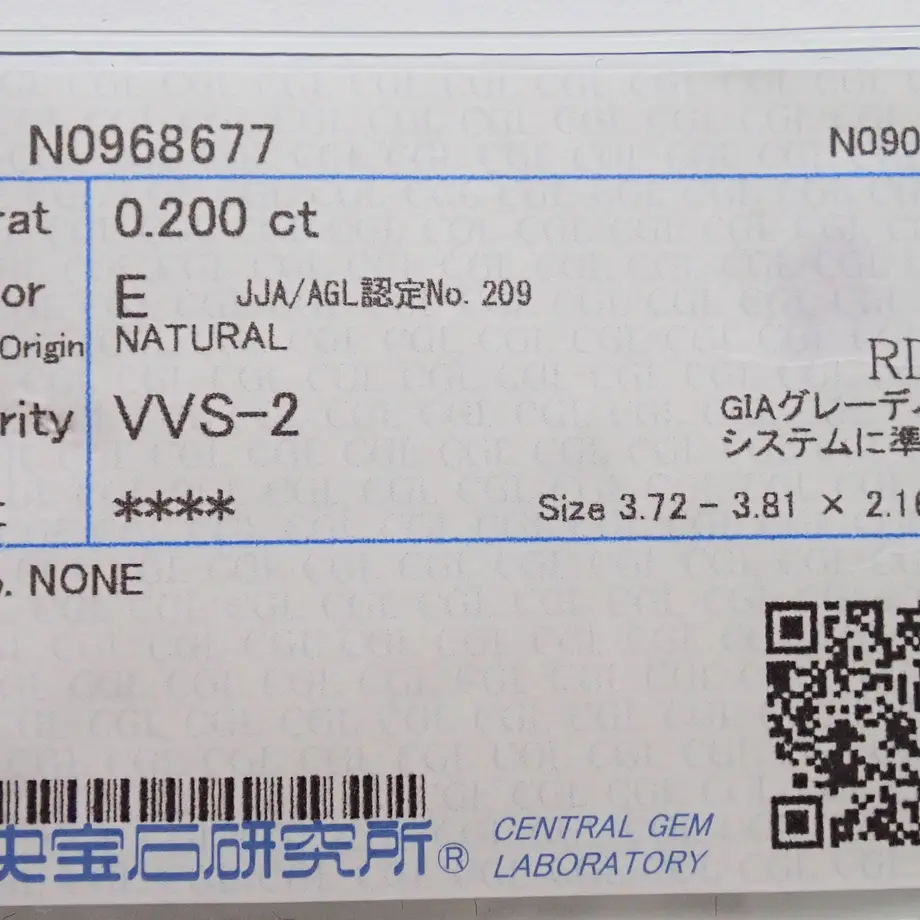 N0968677 N090
rat 0.200 ct
or E JJA/AGL認定No. 209
Origin NATURAL
RD
rity VVS-2 GIAグレーディ
システムに準
**** Size 3.72 - 3.81 × 2.16
. NONE
央宝石研究所® CENTRAL GEM
LABORATORY